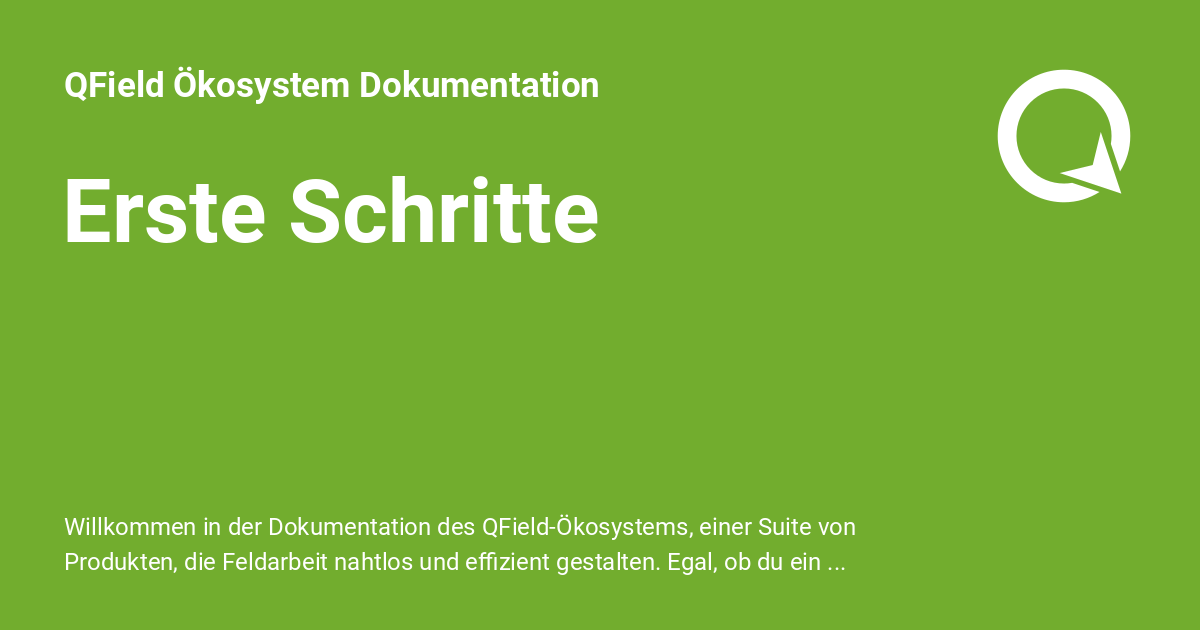 QField Ökosystem Dokumentation
Erste Schritte
Willkommen in der Dokumentation des QField-Ökosystems, einer Suite von
Produkten, die Feldarbeit nahtlos und effizient gestalten. Egal, ob du ein ...